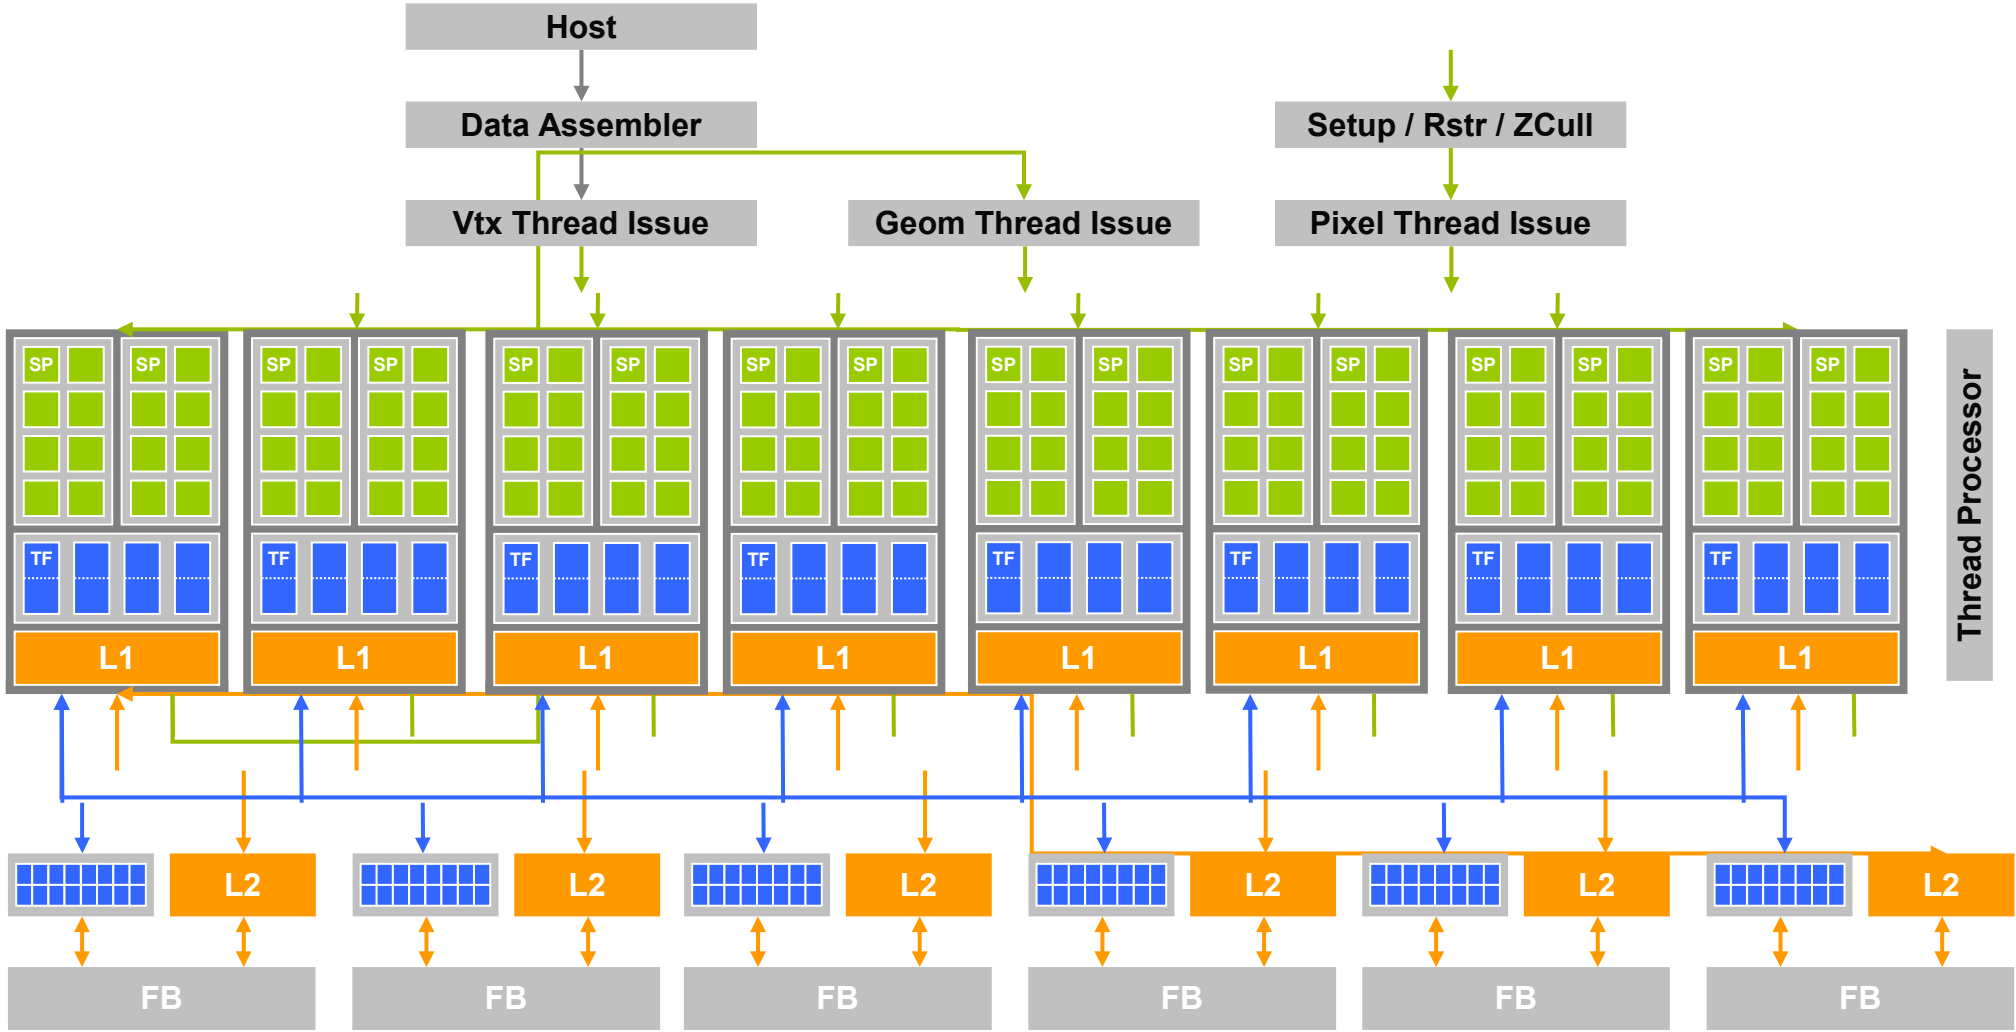 Host
Data Assembler
Setup / Rstr / ZCull
Vtx Thread Issue
Geom Thread Issue
Pixel Thread Issue
SP SP SP SP SP SP SP SP SP SP SP SP SP SP SP SP
TF TF TF TF TF TF TF TF
L1 L1 L1 L1 L1 L1 L1 L1
Thread Processor
L2 L2 L2 L2 L2 L2
FB FB FB FB FB FB